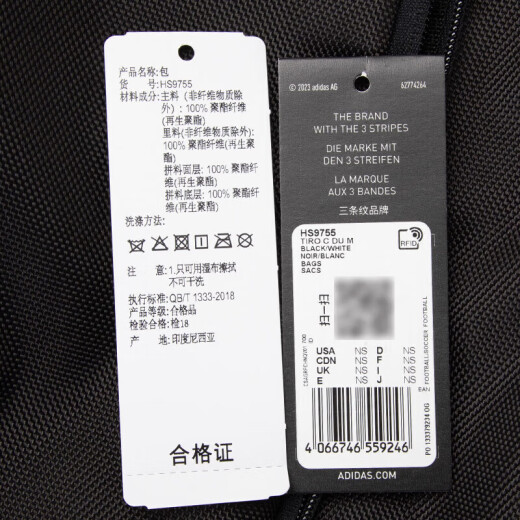 产品名称:包
货 号:HS9755
材料成分:主料（非纤维物质除
外）: 100% 聚酯纤维
(再生聚酯)
里料(非纤维物质除外):
100% 聚酯纤维(再生
聚酯)
拼料面层: 100% 聚酯纤
维(再生聚酯)
拼料底层: 100% 聚酯纤
维(再生聚酯)
洗涤方法:
注 意:1.只可用湿布擦拭
不可干洗
执行标准:QB/T 1333-2018
产品等级:合格品
检验合格:检18
产 地:印度尼西亚
合格证
© 2023 adidas AG
62774264
THE BRAND
WITH THE 3 STRIPES
DIE MARKE MIT
DEN 3 STREIFEN
LA MARQUE
AUX 3 BANDES
三条纹品牌
HS9755
TIRO C DU M
BLACK/WHITE
NOIR/BLANC
BAGS
SACS
RFID
USA NS D NS
CDN NS F NS
UK NS I NS
E NS J NS
EAN
FOOTBALL/SOCCER FOOTBALL
PO 133379234 OG
4 066746 559246
ADIDAS.COM